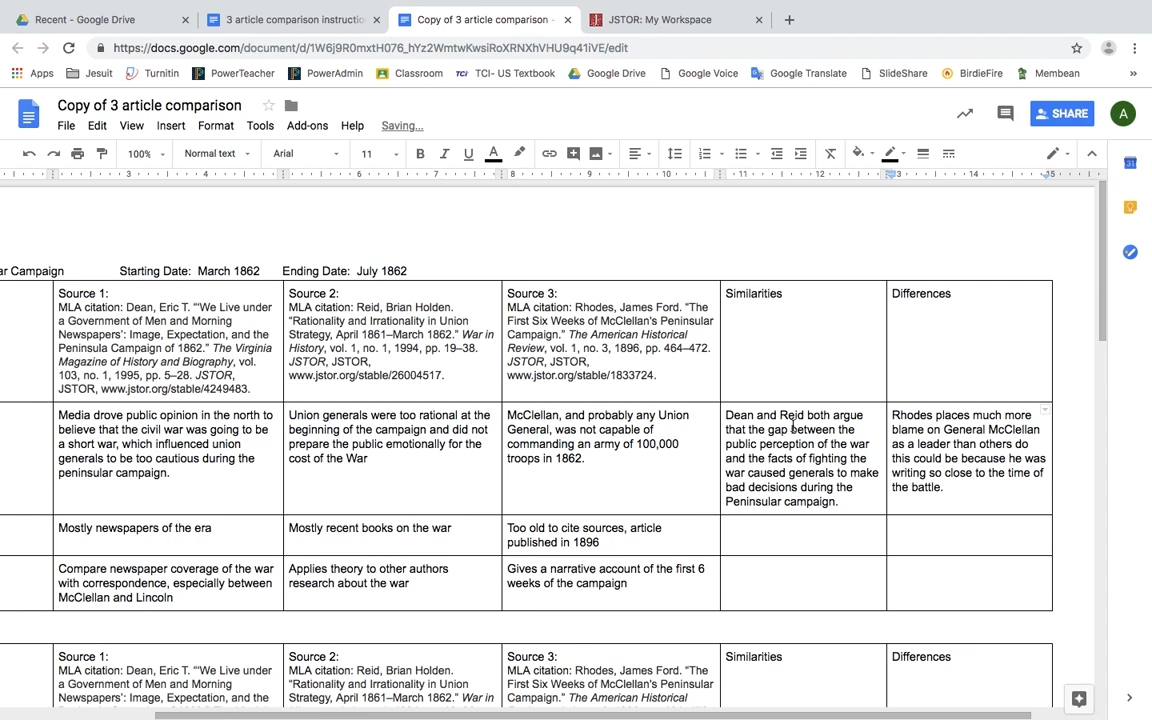 Recent - Google Drive
3 article comparison instructio
Copy of 3 article comparison -
JSTOR: My Workspace
https://docs.google.com/document/d/1W6j9R0mxtH076_hYz2WmtwKwsiRoXRNXhVHU9q41iVE/edit
Apps Jesuit Turnitin PowerTeacher PowerAdmin Classroom TCI- US Textbook Google Drive Google Voice Google Translate SlideShare BirdieFire Membean
Copy of 3 article comparison
SHARE
A
File Edit View Insert Format Tools Add-ons Help Saving...
100% Normal text Arial 11 B I U A
3 4 6 7 8 9 10 11 12 13 14 15
ar Campaign Starting Date: March 1862 Ending Date: July 1862
Source 1:
MLA citation: Dean, Eric T. "'We Live under
a Government of Men and Morning
Newspapers': Image, Expectation, and the
Peninsula Campaign of 1862." The Virginia
Magazine of History and Biography, vol.
103, no. 1, 1995, pp. 5–28. JSTOR,
JSTOR, www.jstor.org/stable/4249483.
Source 2:
MLA citation: Reid, Brian Holden.
"Rationality and Irrationality in Union
Strategy, April 1861–March 1862." War in
History, vol. 1, no. 1, 1994, pp. 19–38.
JSTOR, JSTOR,
www.jstor.org/stable/26004517.
Source 3:
MLA citation: Rhodes, James Ford. "The
First Six Weeks of McClellan's Peninsular
Campaign." The American Historical
Review, vol. 1, no. 3, 1896, pp. 464–472.
JSTOR, JSTOR,
www.jstor.org/stable/1833724.
Similarities
Differences
Media drove public opinion in the north to
believe that the civil war was going to be
a short war, which influenced union
generals to be too cautious during the
peninsular campaign.
Union generals were too rational at the
beginning of the campaign and did not
prepare the public emotionally for the
cost of the War
McClellan, and probably any Union
General, was not capable of
commanding an army of 100,000
troops in 1862.
Dean and Reid both argue
that the gap between the
public perception of the war
and the facts of fighting the
war caused generals to make
bad decisions during the
Peninsular campaign.
Rhodes places much more
blame on General McClellan
as a leader than others do
this could be because he was
writing so close to the time of
the battle.
Mostly newspapers of the era
Mostly recent books on the war
Too old to cite sources, article
published in 1896
Compare newspaper coverage of the war
with correspondence, especially between
McClellan and Lincoln
Applies theory to other authors
research about the war
Gives a narrative account of the first 6
weeks of the campaign
Source 1:
MLA citation: Dean, Eric T. "'We Live under
a Government of Men and Morning
Newspapers': Image, Expectation, and the
Source 2:
MLA citation: Reid, Brian Holden.
"Rationality and Irrationality in Union
Strategy, April 1861–March 1862." War in
Source 3:
MLA citation: Rhodes, James Ford. "The
First Six Weeks of McClellan's Peninsular
Campaign." The American Historical
Similarities
Differences